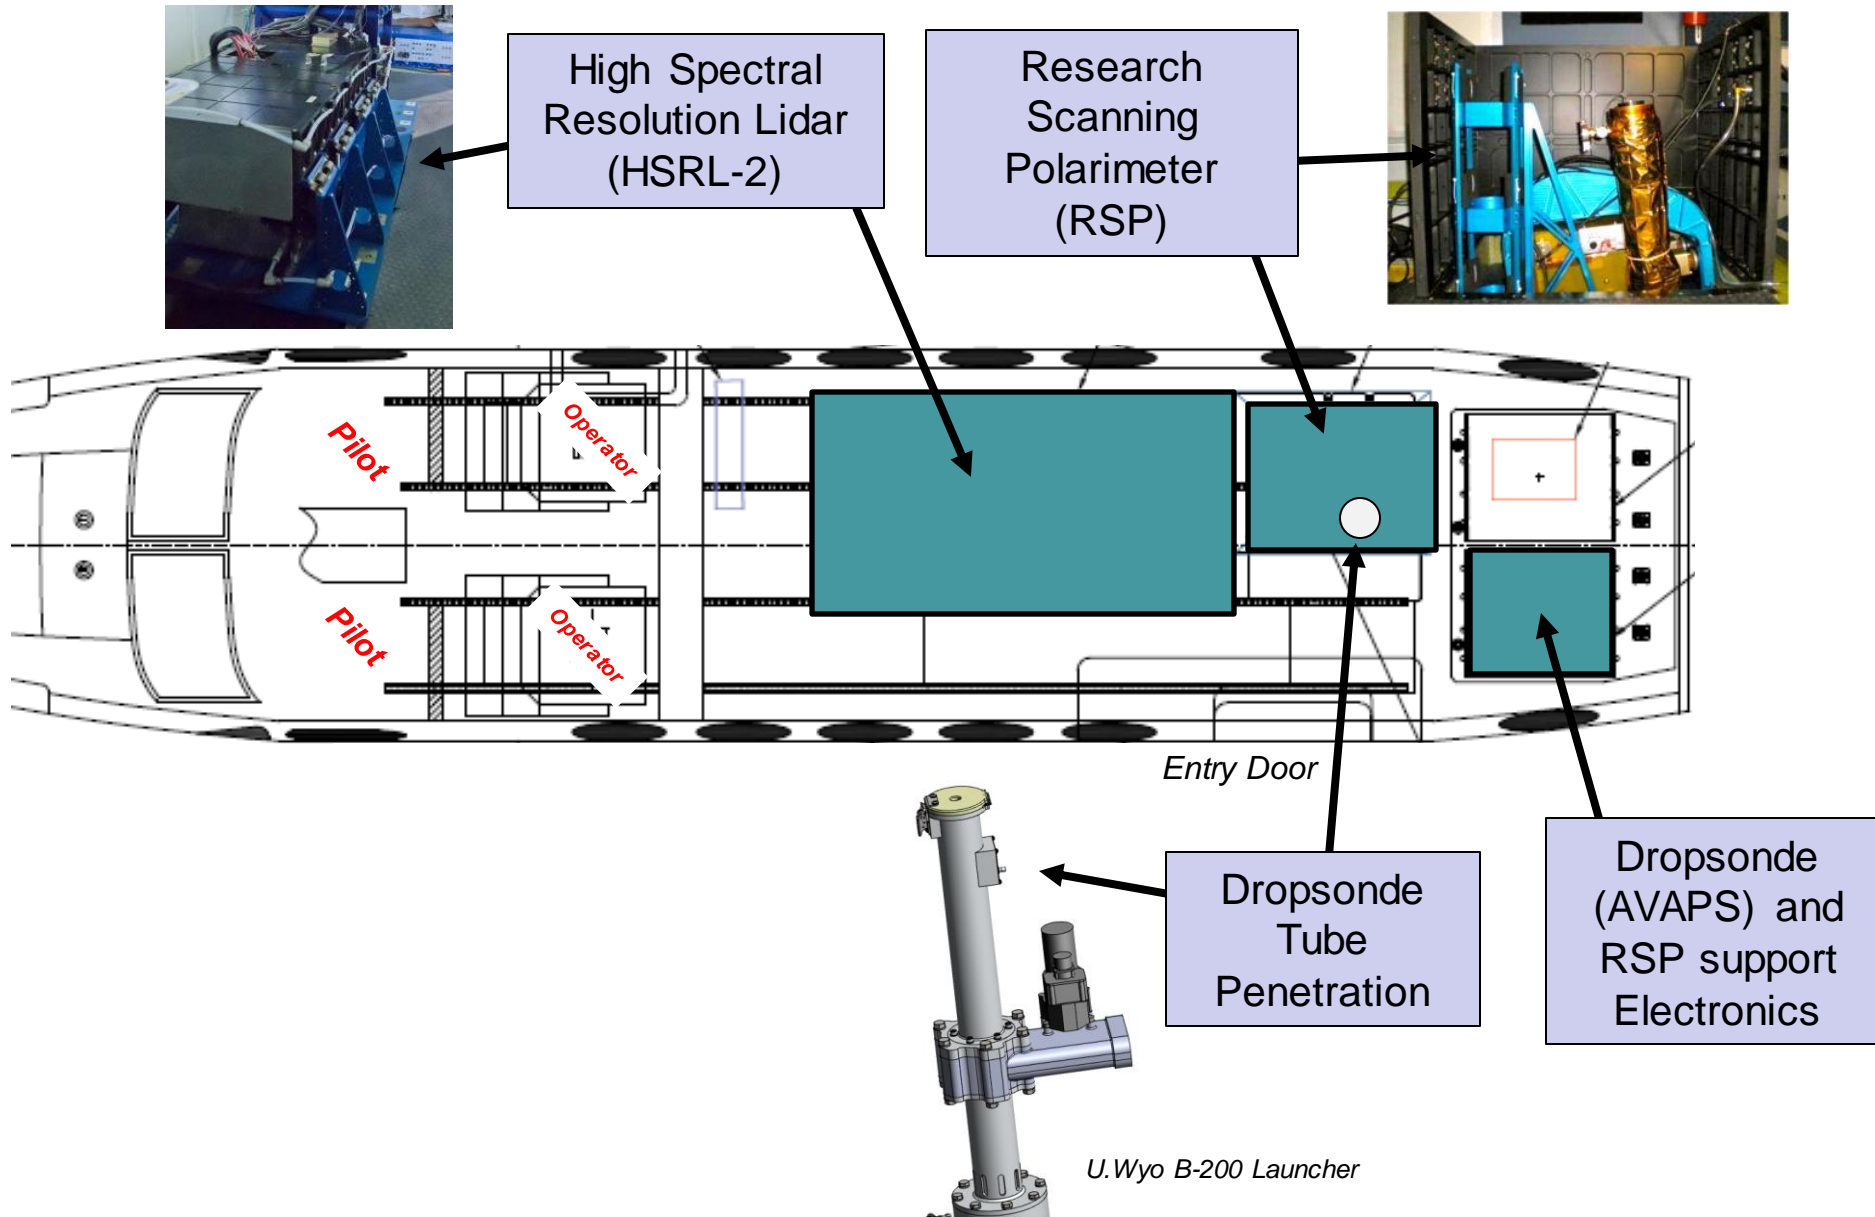 High Spectral
Resolution Lidar
(HSRL-2)
Research
Scanning
Polarimeter
(RSP)
Pilot
Operator
Pilot
Operator
Entry Door
Dropsonde
Tube
Penetration
Dropsonde
(AVAPS) and
RSP support
Electronics
U.Wyo B-200 Launcher